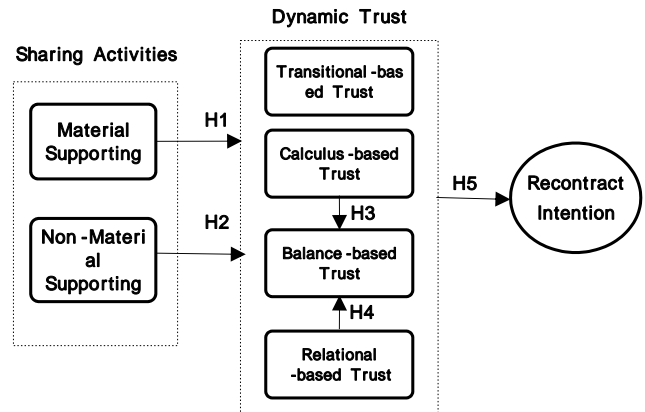 Dynamic Trust
Sharing Activities
Material
Supporting
Non-Materi
al
Supporting
H1
H2
Transitional-bas
ed Trust
Calculus-based
Trust
H3
Balance-based
Trust
H4
Relational
-based Trust
H5
Recontract
Intention